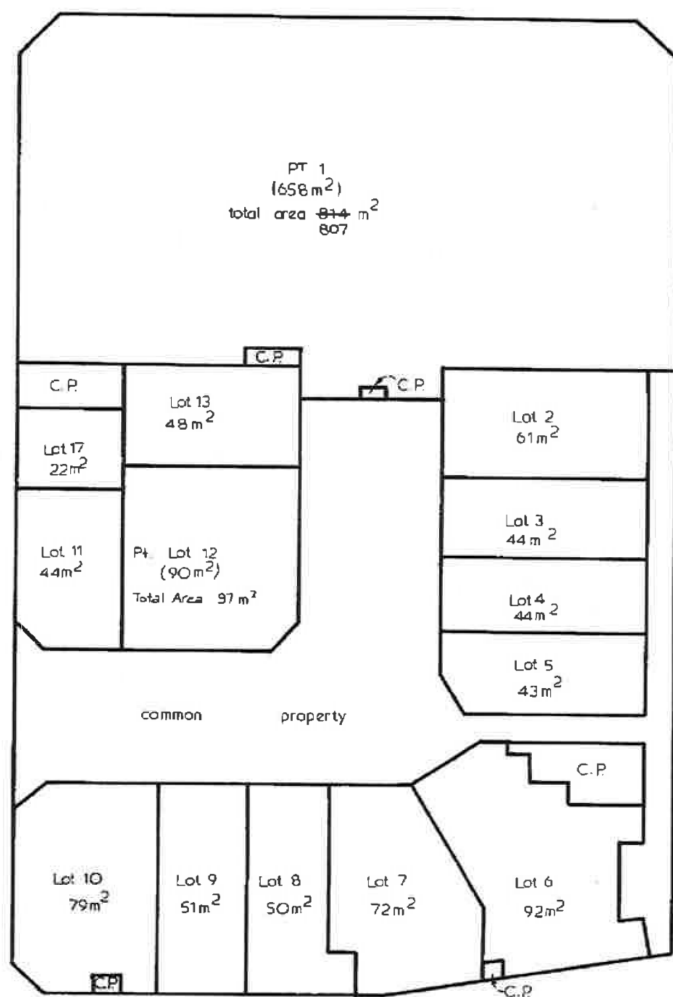 PT 1
(658m²)
total area 814 m²
807
C.P.
C.P.
C.P.
Lot 13
48m²
Lot 2
61m²
Lot 17
22m²
Lot 3
44m²
Lot 11
44m²
Pt. Lot 12
(90m²)
Total Area 97m²
Lot 4
44m²
Lot 5
43m²
common property
C.P.
Lot 10
79m²
Lot 9
51m²
Lot 8
50m²
Lot 7
72m²
Lot 6
92m²
C.P.
C.P.